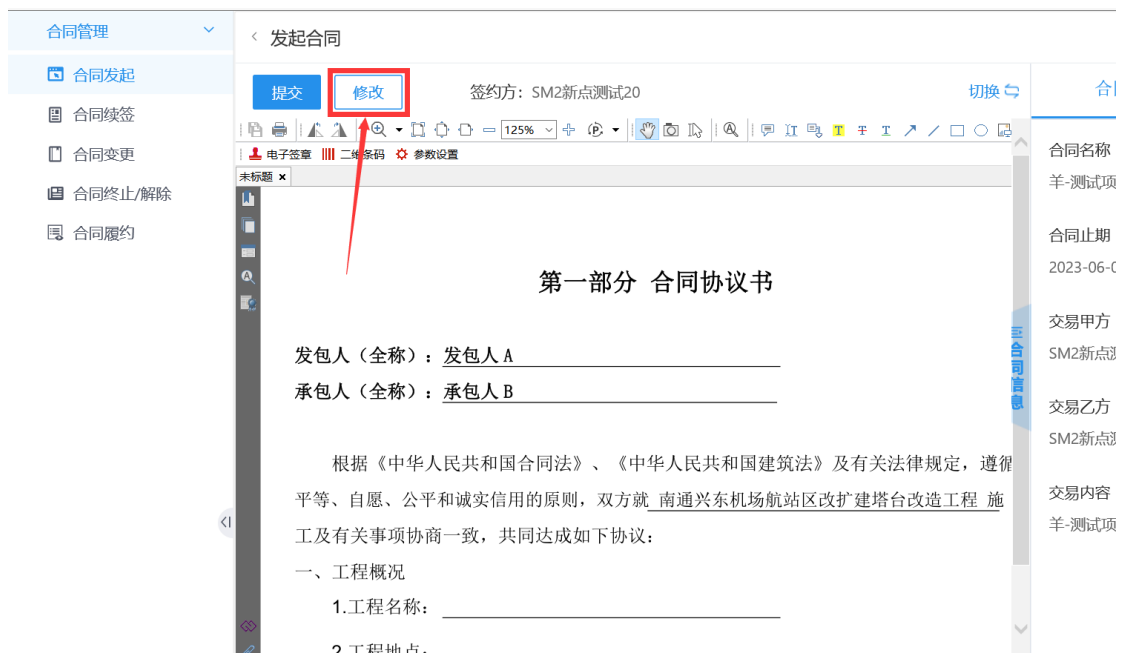 合同管理
发起合同
合同发起
合同续签
合同变更
合同终止/解除
合同履约
提交
修改
签约方：SM2新点测试20
切换
125%
电子签章 二维条码 参数设置
未标题
第一部分 合同协议书
发包人（全称）：发包人 A
承包人（全称）：承包人 B
根据《中华人民共和国合同法》、《中华人民共和国建筑法》及有关法律规定，遵循
平等、自愿、公平和诚实信用的原则，双方就 南通兴东机场航站区改扩建塔台改造工程 施
工及有关事项协商一致，共同达成如下协议：
一、工程概况
1.工程名称：
2.工程地点：
合同信息
合同名称
羊-测试项
合同止期
2023-06-0
交易甲方
SM2新点测
交易乙方
SM2新点测
交易内容
羊-测试项